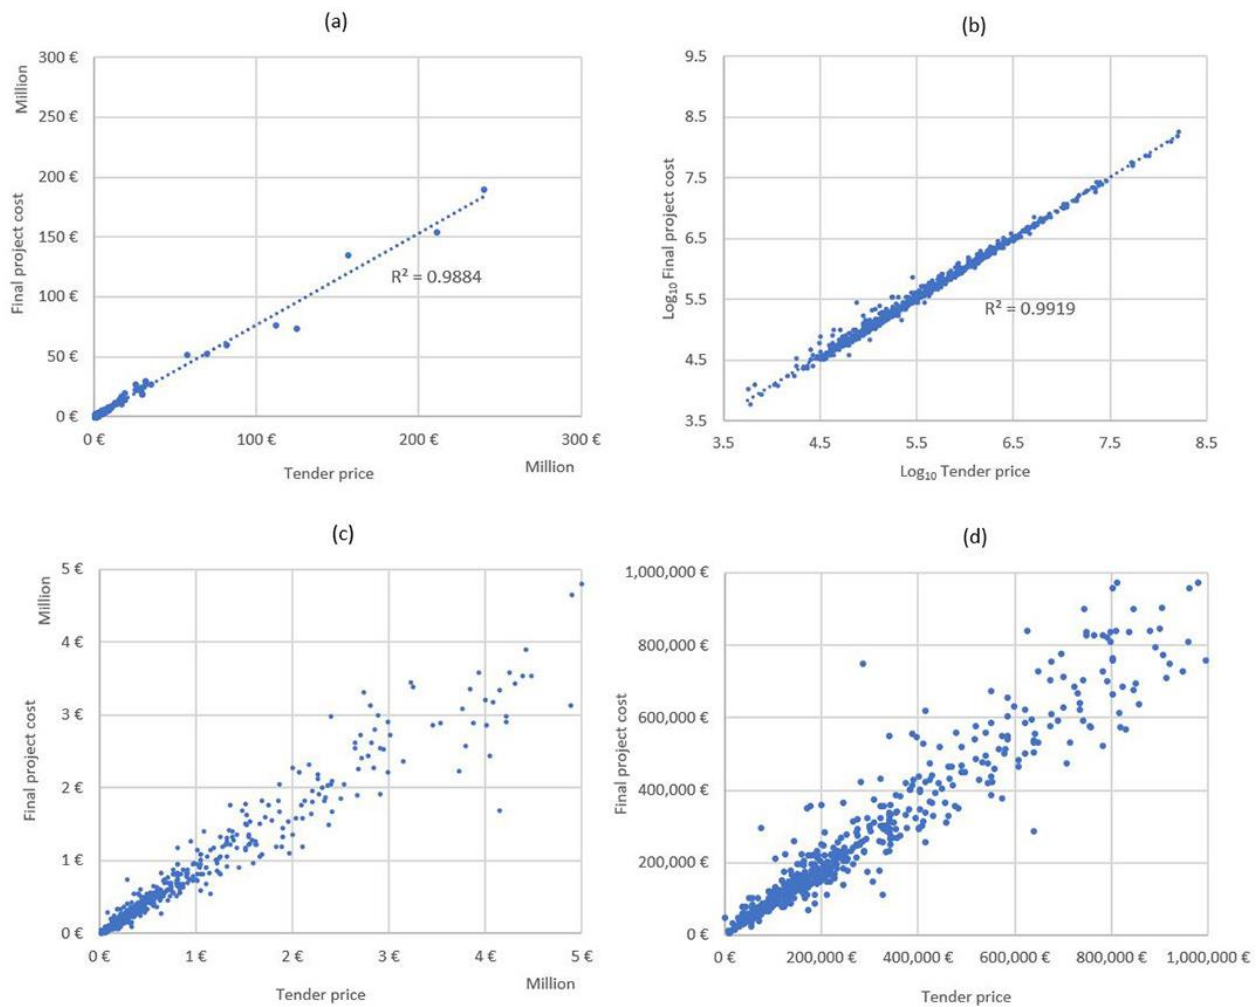 (a)
Million
300 €
250 €
200 €
150 €
100 €
50 €
0 €
Final project cost
R² = 0.9884
0 €
100 €
200 €
300 €
Tender price
Million
(b)
9.5
8.5
7.5
6.5
5.5
4.5
3.5
Log₁₀ Final project cost
R² = 0.9919
3.5
4.5
5.5
6.5
7.5
8.5
Log₁₀ Tender price
(c)
Million
5 €
4 €
3 €
2 €
1 €
0 €
Final project cost
0 €
1 €
2 €
3 €
4 €
5 €
Million
Tender price
(d)
1,000,000 €
800,000 €
600,000 €
400,000 €
200,000 €
0 €
Final project cost
0 €
200,000 €
400,000 €
600,000 €
800,000 €
1,000,000 €
Tender price